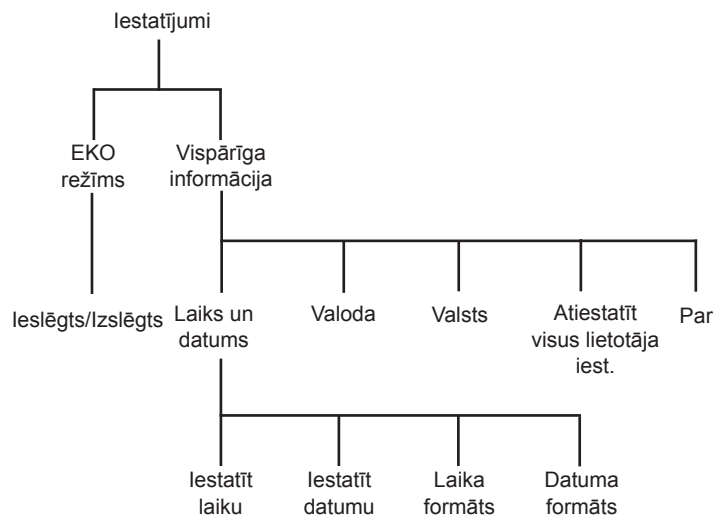 Iestatījumi
EKO
režīms
Vispārīga
informācija
Ieslēgts/Izslēgts
Laiks un
datums
Valoda
Valsts
Atiestatīt
visus lietotāja
iest.
Par
Iestatīt
laiku
Iestatīt
datumu
Laika
formāts
Datuma
formāts